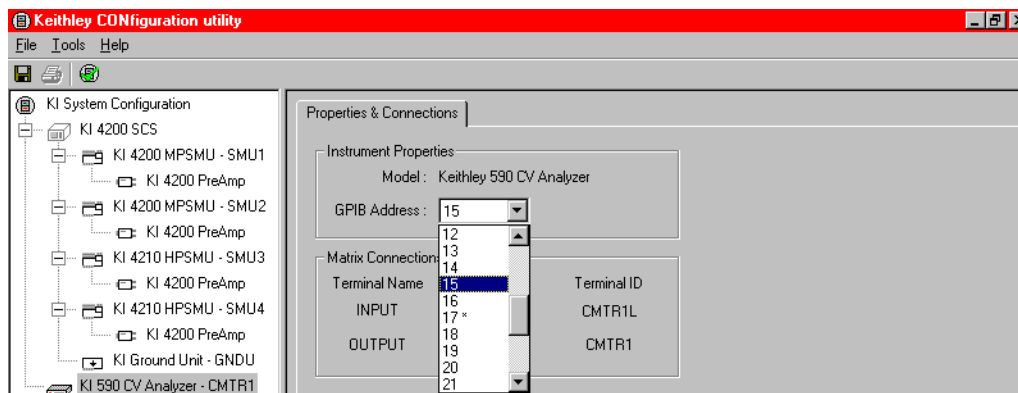 Keithley CONfiguration utility
File Tools Help
KI System Configuration
KI 4200 SCS
KI 4200 MPSMU - SMU1
KI 4200 PreAmp
KI 4200 MPSMU - SMU2
KI 4200 PreAmp
KI 4210 HPSMU - SMU3
KI 4200 PreAmp
KI 4210 HPSMU - SMU4
KI 4200 PreAmp
KI Ground Unit - GNDU
KI 590 CV Analyzer - CMTR1
Properties & Connections
Instrument Properties
Model : Keithley 590 CV Analyzer
GPIB Address : 15
12
13
14
15
16
17 *
18
19
20
21
Matrix Connection
Terminal Name Terminal ID
INPUT CMTR1L
OUTPUT CMTR1